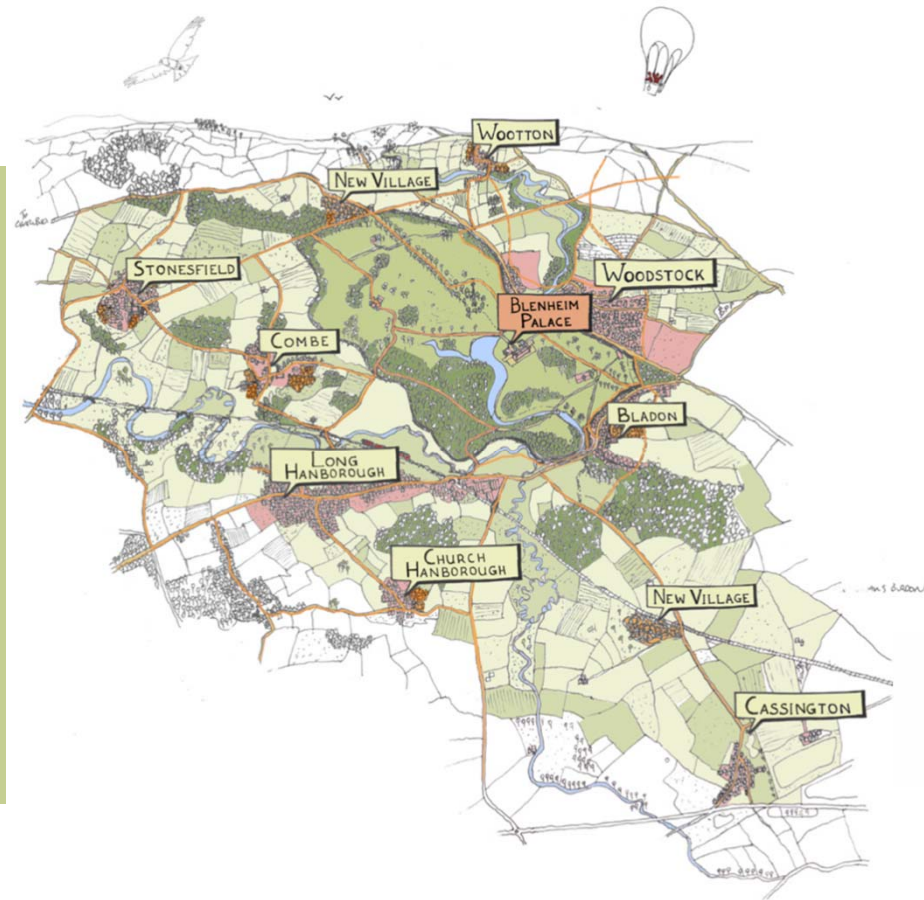 WOOTTON
NEW VILLAGE
STONESFIELD
WOODSTOCK
BLENHEIM
PALACE
COMBE
BLADON
LONG
HANBOROUGH
CHURCH
HANBOROUGH
NEW VILLAGE
CASSINGTON